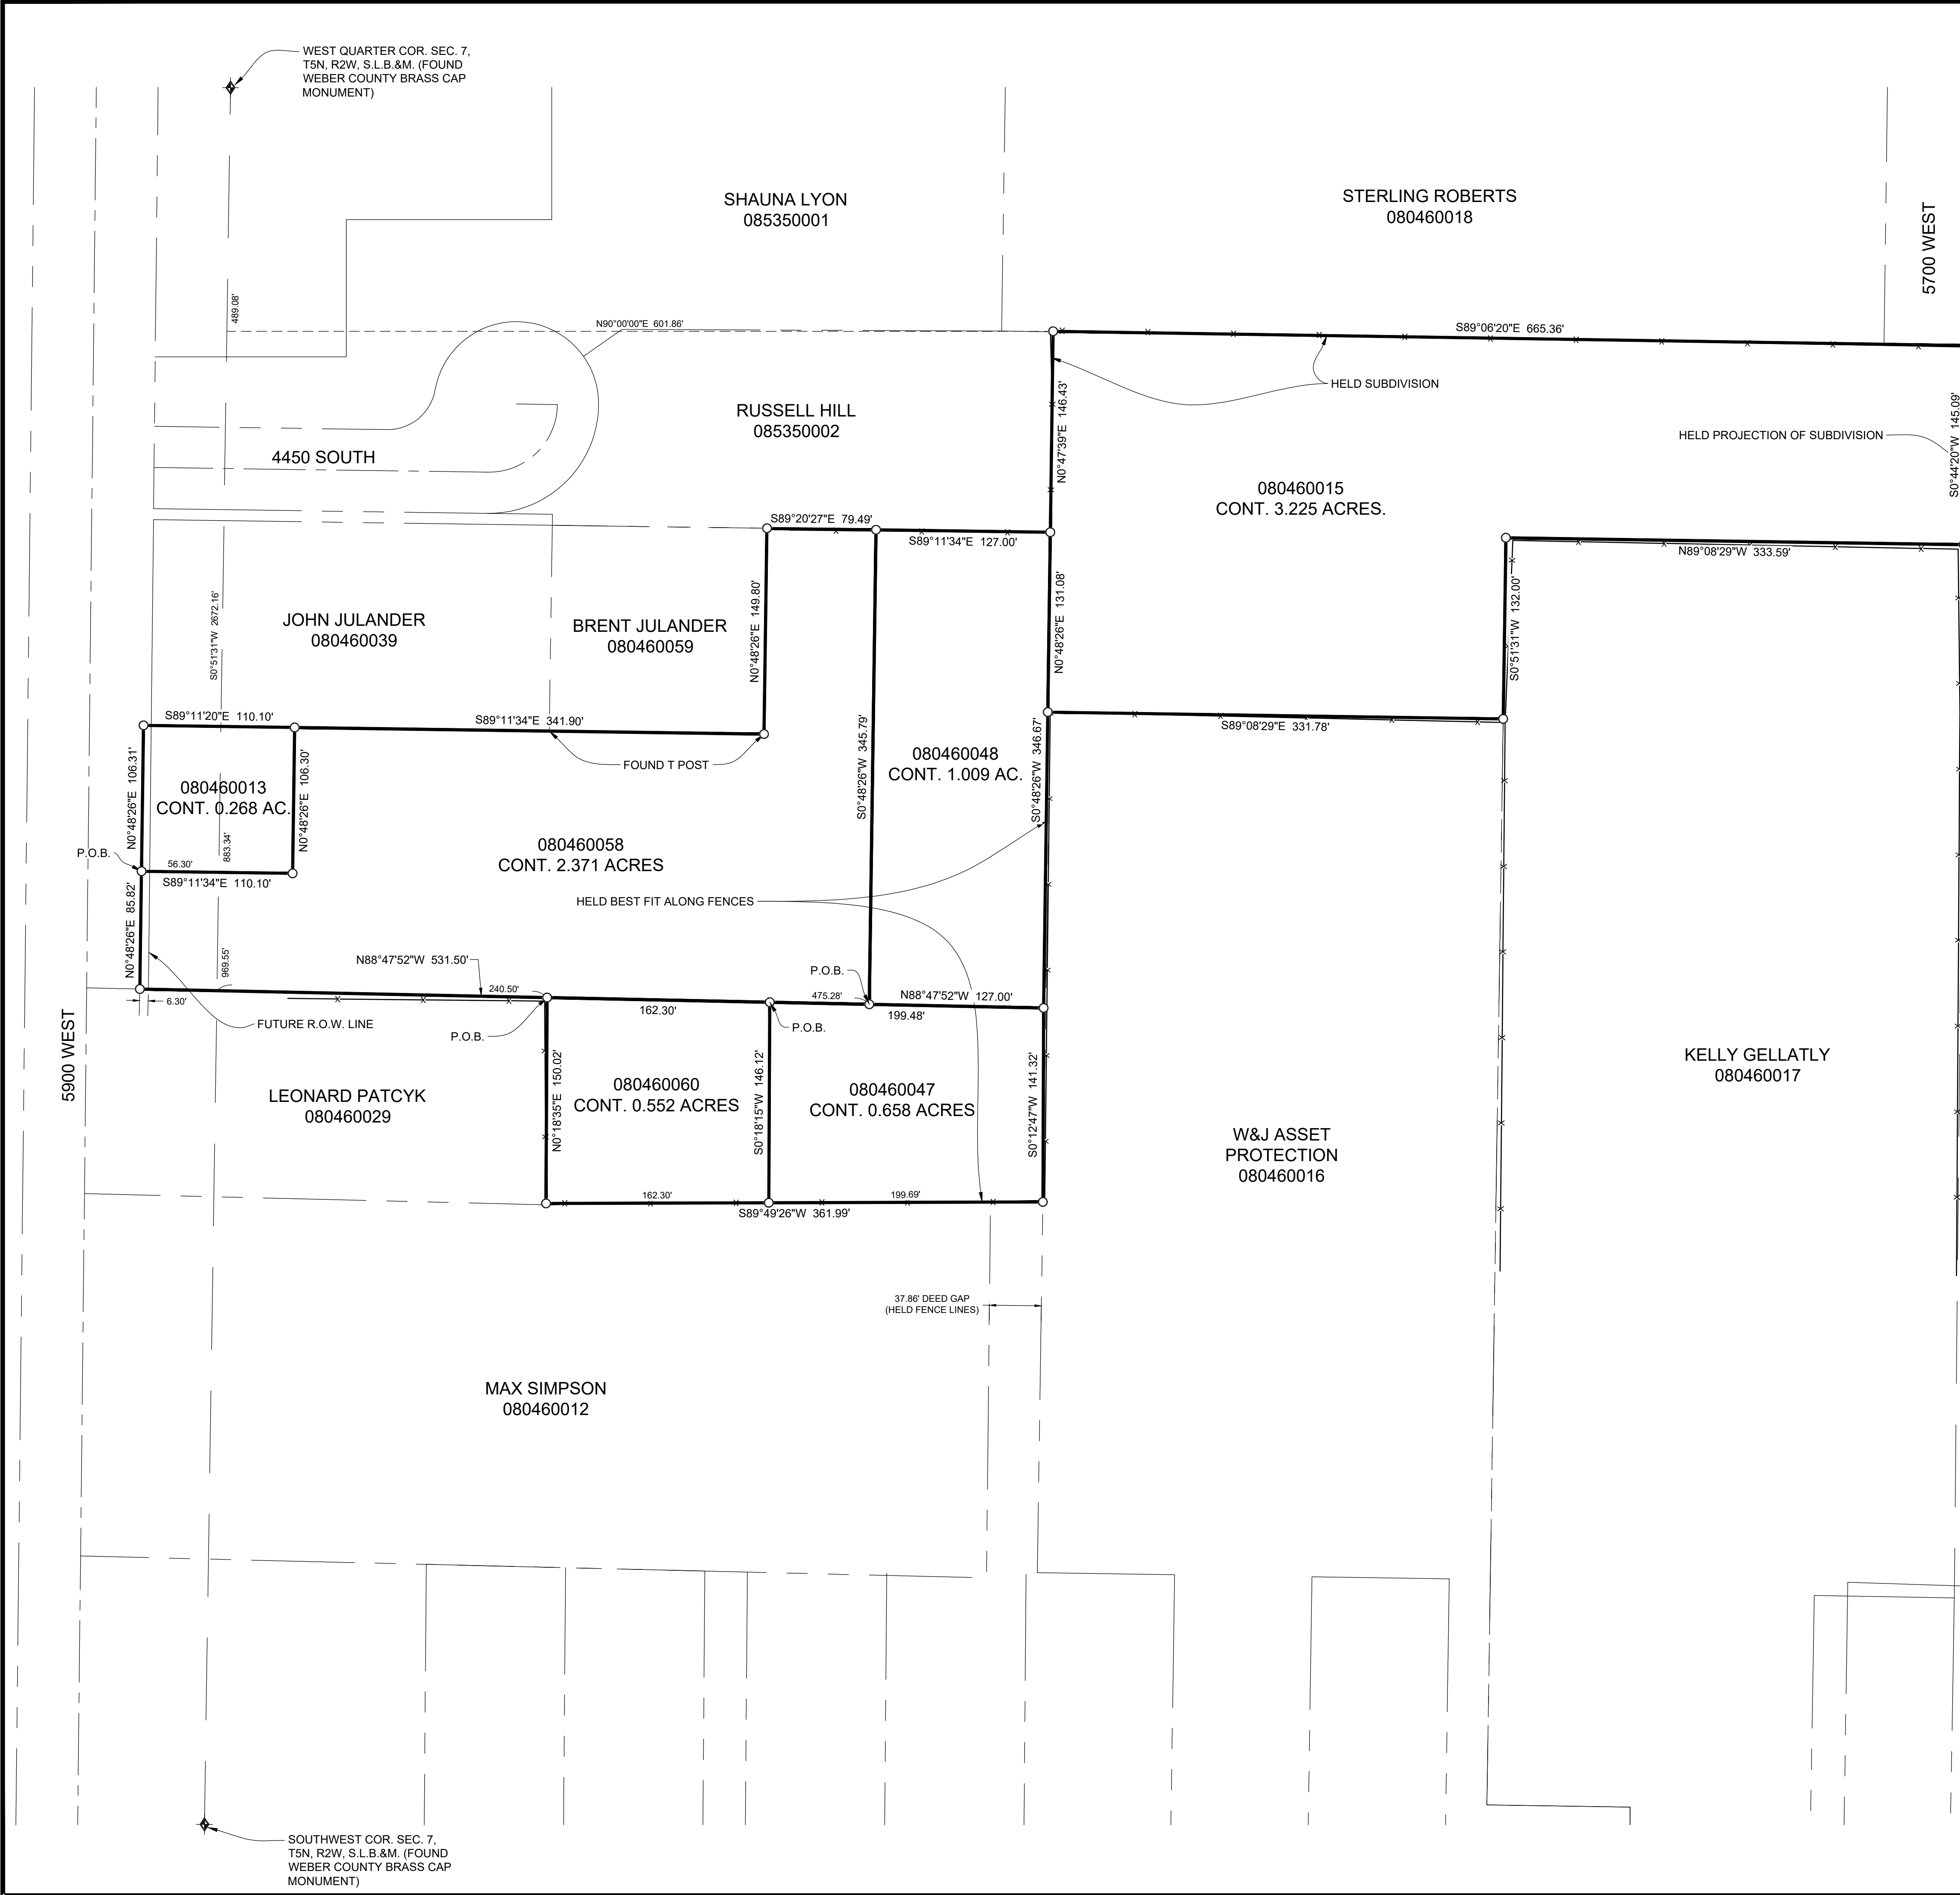 WEST QUARTER COR. SEC. 7,
T5N, R2W, S.L.B.&M. (FOUND
WEBER COUNTY BRASS CAP
MONUMENT)
SHAUNA LYON
085350001
STERLING ROBERTS
080460018
5700 WEST
489.08'
N90°00'00"E 601.86'
S89°06'20"E 665.36'
HELD SUBDIVISION
N0°47'39"E 146.43'
RUSSELL HILL
085350002
HELD PROJECTION OF SUBDIVISION
S0°44'20"W 145.09'
4450 SOUTH
080460015
CONT. 3.225 ACRES.
S89°20'27"E 79.49'
S89°11'34"E 127.00'
N89°08'29"W 333.59'
S0°51'31"W 2672.16'
JOHN JULANDER
080460039
BRENT JULANDER
080460059
N0°48'26"E 149.80'
N0°48'26"E 131.08'
S0°51'31"W 132.00'
S89°11'20"E 110.10'
S89°11'34"E 341.90'
S89°08'29"E 331.78'
FOUND T POST
S0°48'26"W 345.79'
080460048
CONT. 1.009 AC.
S0°48'26"W 346.67'
N0°48'26"E 106.31'
080460013
CONT. 0.268 AC.
N0°48'26"E 106.30'
883.34'
P.O.B.
56.30'
S89°11'34"E 110.10'
080460058
CONT. 2.371 ACRES
HELD BEST FIT ALONG FENCES
N0°48'26"E 85.82'
969.55'
N88°47'52"W 531.50'
240.50'
P.O.B.
475.28'
N88°47'52"W 127.00'
6.30'
162.30'
199.48'
FUTURE R.O.W. LINE
P.O.B.
P.O.B.
5900 WEST
LEONARD PATCYK
080460029
N0°18'35"E 150.02'
080460060
CONT. 0.552 ACRES
S0°18'15"W 146.12'
080460047
CONT. 0.658 ACRES
S0°12'47"W 141.32'
KELLY GELLATLY
080460017
W&J ASSET
PROTECTION
080460016
162.30'
199.69'
S89°49'26"W 361.99'
37.86' DEED GAP
(HELD FENCE LINES)
MAX SIMPSON
080460012
SOUTHWEST COR. SEC. 7,
T5N, R2W, S.L.B.&M. (FOUND
WEBER COUNTY BRASS CAP
MONUMENT)